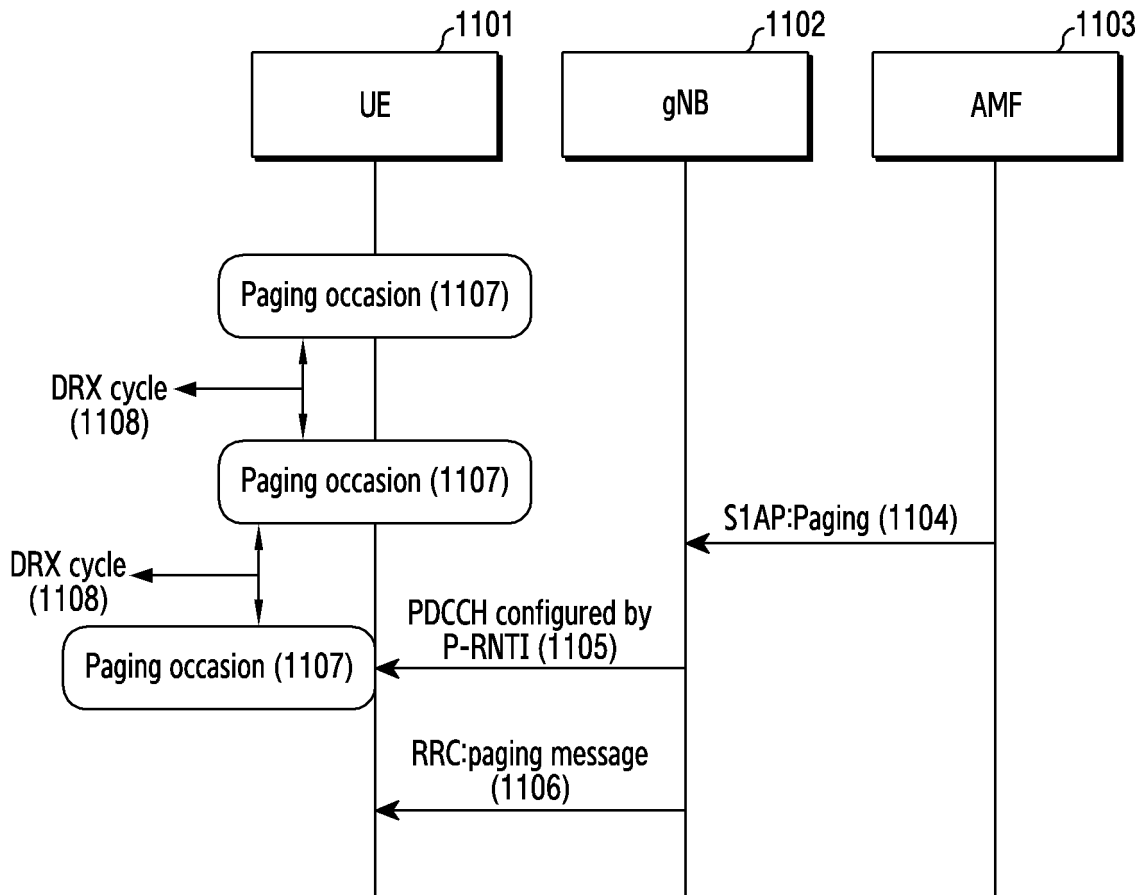 1101
1102
1103
UE
gNB
AMF
Paging occasion (1107)
DRX cycle
(1108)
Paging occasion (1107)
S1AP:Paging (1104)
DRX cycle
(1108)
PDCCH configured by
P-RNTI (1105)
Paging occasion (1107)
RRC:paging message
(1106)